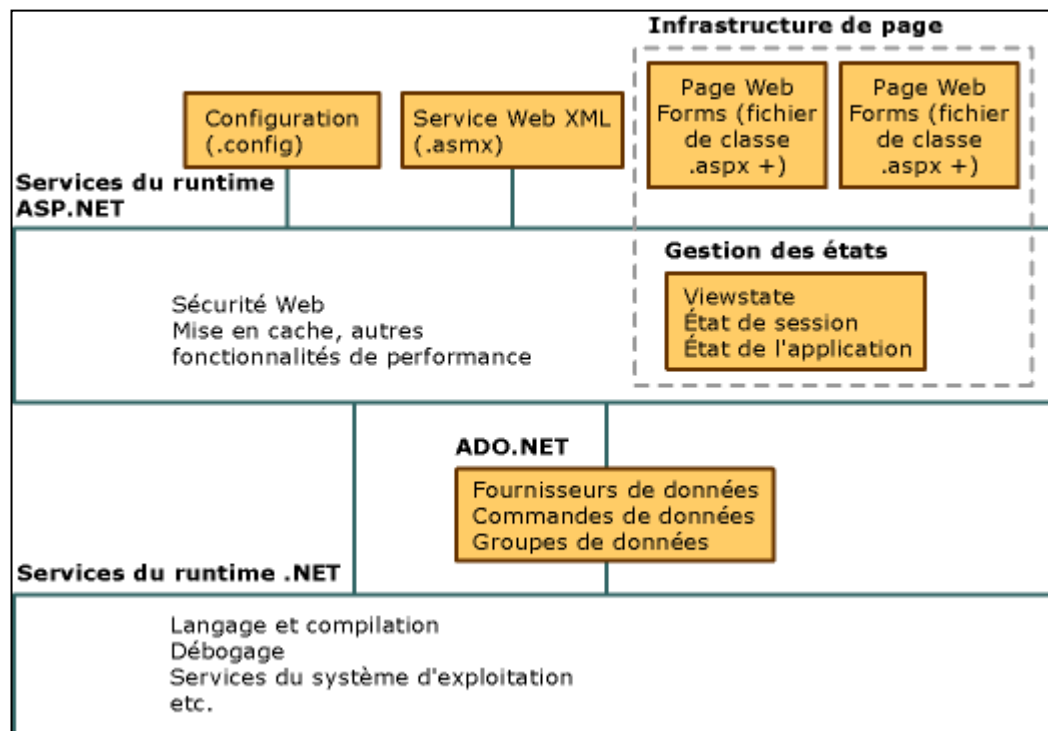 Infrastructure de page
Configuration
(.config)
Service Web XML
(.asmx)
Page Web
Forms (fichier
de classe
.aspx +)
Page Web
Forms (fichier
de classe
.aspx +)
Services du runtime
ASP.NET
Sécurité Web
Mise en cache, autres
fonctionnalités de performance
Gestion des états
Viewstate
État de session
État de l'application
ADO.NET
Fournisseurs de données
Commandes de données
Groupes de données
Services du runtime .NET
Langage et compilation
Débogage
Services du système d'exploitation
etc.